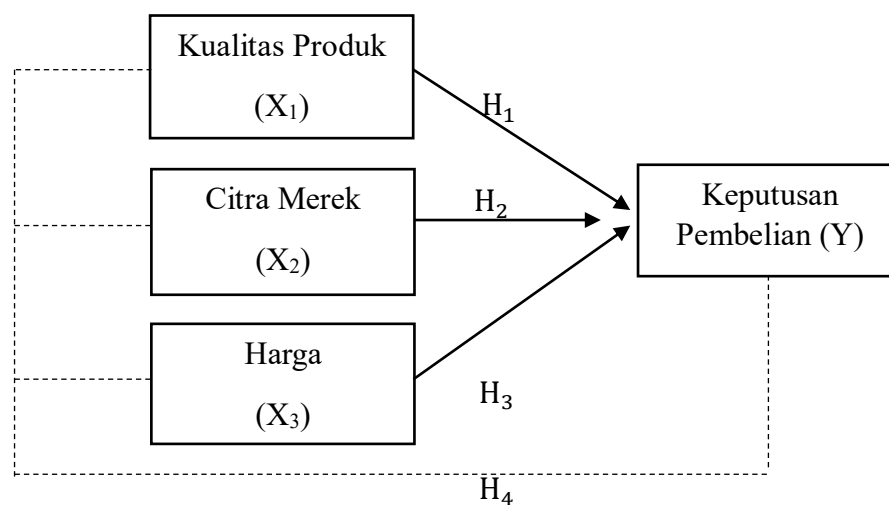 Kualitas Produk
(X₁)
H₁
Citra Merek
(X₂)
H₂
Keputusan
Pembelian (Y)
Harga
(X₃)
H₃
H₄